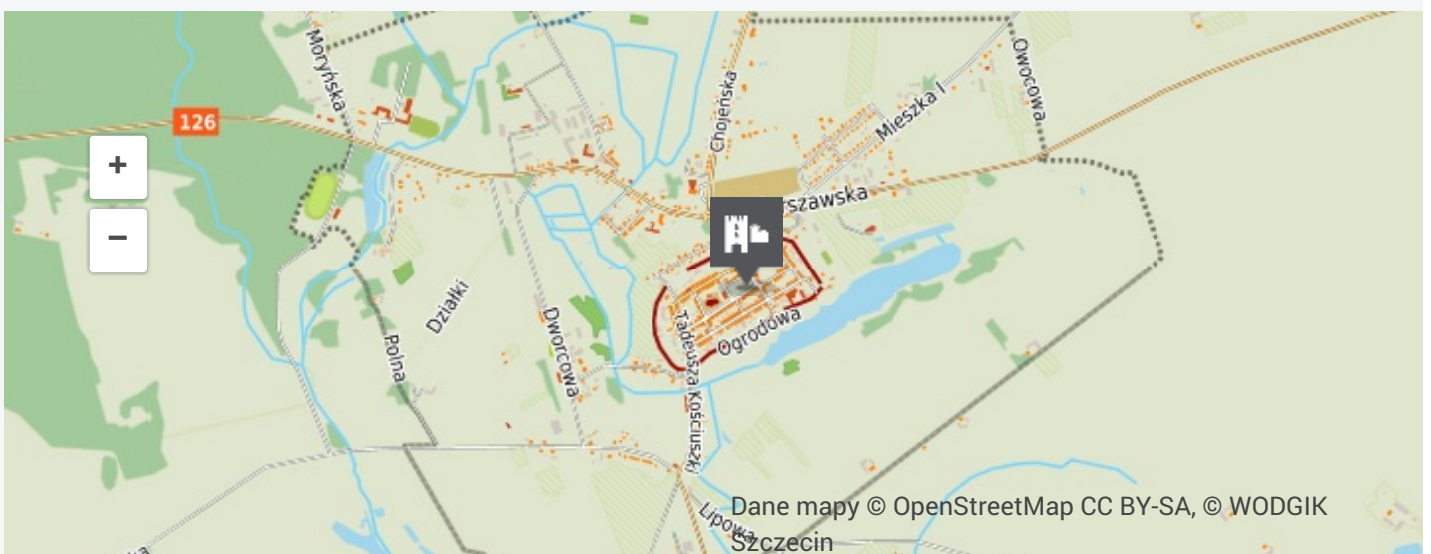 Moryńska
Owocowa
126
Chojeńska
Mieszka I
+
rszawska
−
Działki
Polna
Dworcowa
Tadeusza Kościuszki
Ogrodowa
Lipowa
Dane mapy © OpenStreetMap CC BY-SA, © WODGIK
Szczecin